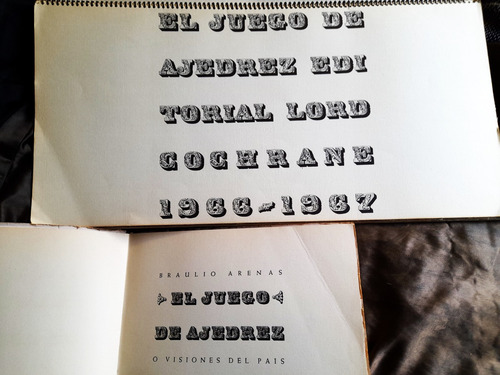 EL JUEGO DE
AJEDREZ EDI
TORIAL LORD
COCHRANE
1966-1967
BRAULIO ARENAS
EL JUEGO
DE AJEDREZ
O VISIONES DEL PAIS